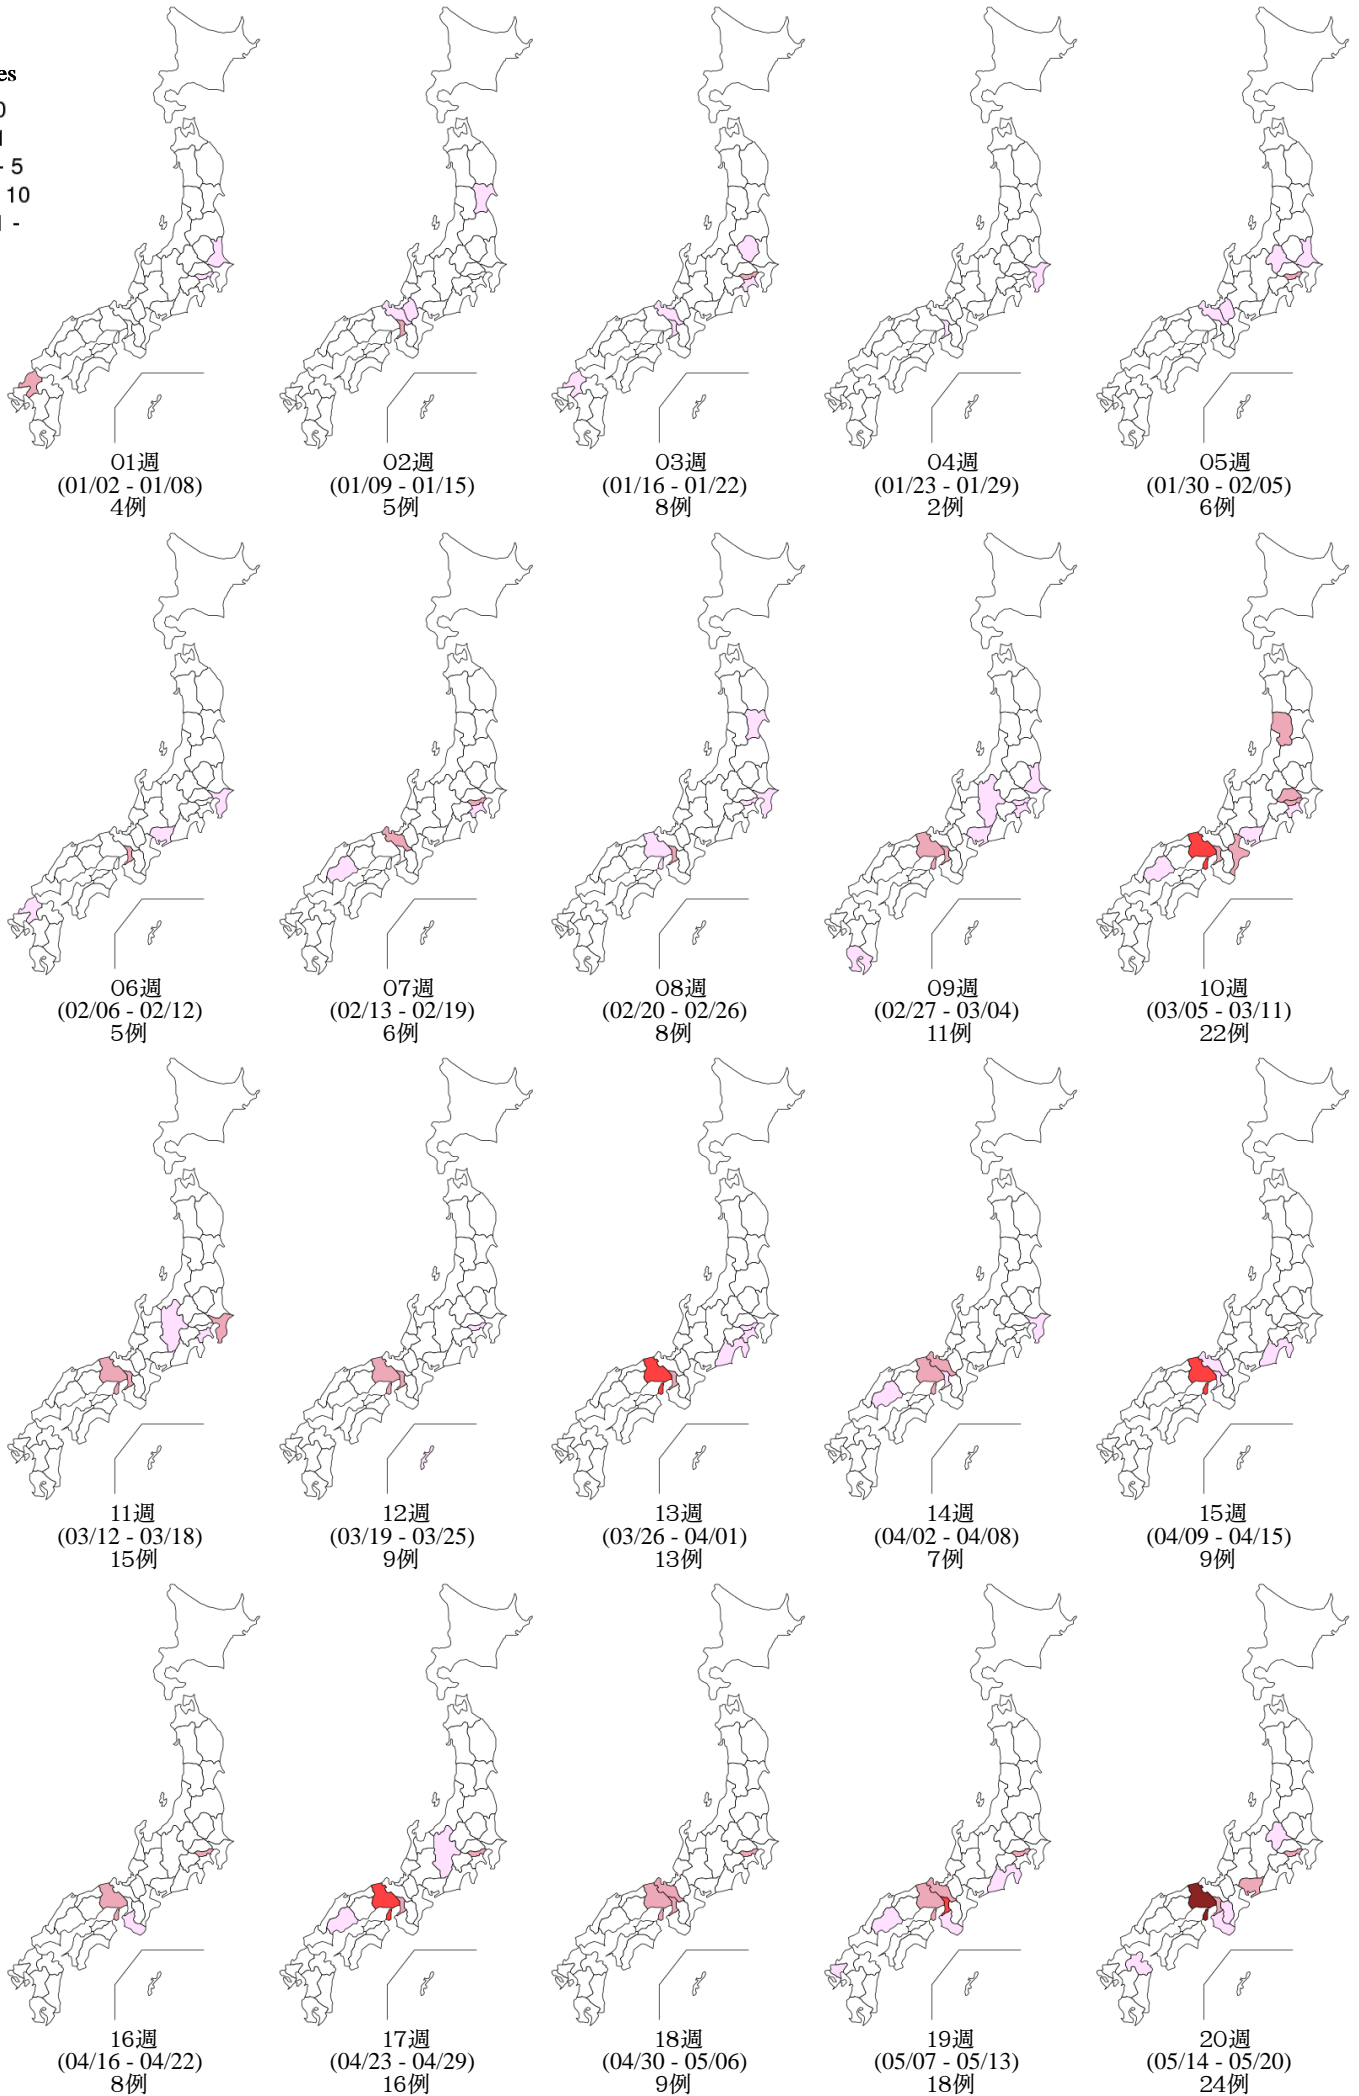 es
- 5
10
-
01週
(01/02 - 01/08)
4例
02週
(01/09 - 01/15)
5例
03週
(01/16 - 01/22)
8例
04週
(01/23 - 01/29)
2例
05週
(01/30 - 02/05)
6例
06週
(02/06 - 02/12)
5例
07週
(02/13 - 02/19)
6例
08週
(02/20 - 02/26)
8例
09週
(02/27 - 03/04)
11例
10週
(03/05 - 03/11)
22例
11週
(03/12 - 03/18)
15例
12週
(03/19 - 03/25)
9例
13週
(03/26 - 04/01)
13例
14週
(04/02 - 04/08)
7例
15週
(04/09 - 04/15)
9例
16週
(04/16 - 04/22)
8例
17週
(04/23 - 04/29)
16例
18週
(04/30 - 05/06)
9例
19週
(05/07 - 05/13)
18例
20週
(05/14 - 05/20)
24例